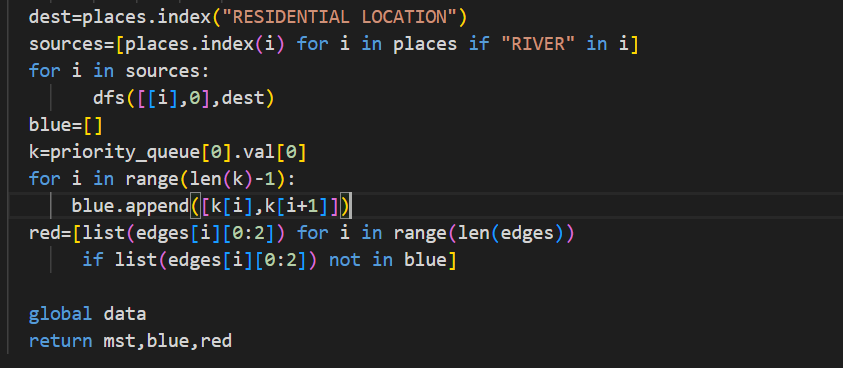 dest=places.index("RESIDENTIAL LOCATION")
sources=[places.index(i) for i in places if "RIVER" in i]
for i in sources:
      dfs([[i],0],dest)
blue=[]
k=priority_queue[0].val[0]
for i in range(len(k)-1):
    blue.append([k[i],k[i+1]])
red=[list(edges[i][0:2]) for i in range(len(edges))
     if list(edges[i][0:2]) not in blue]
global data
return mst,blue,red